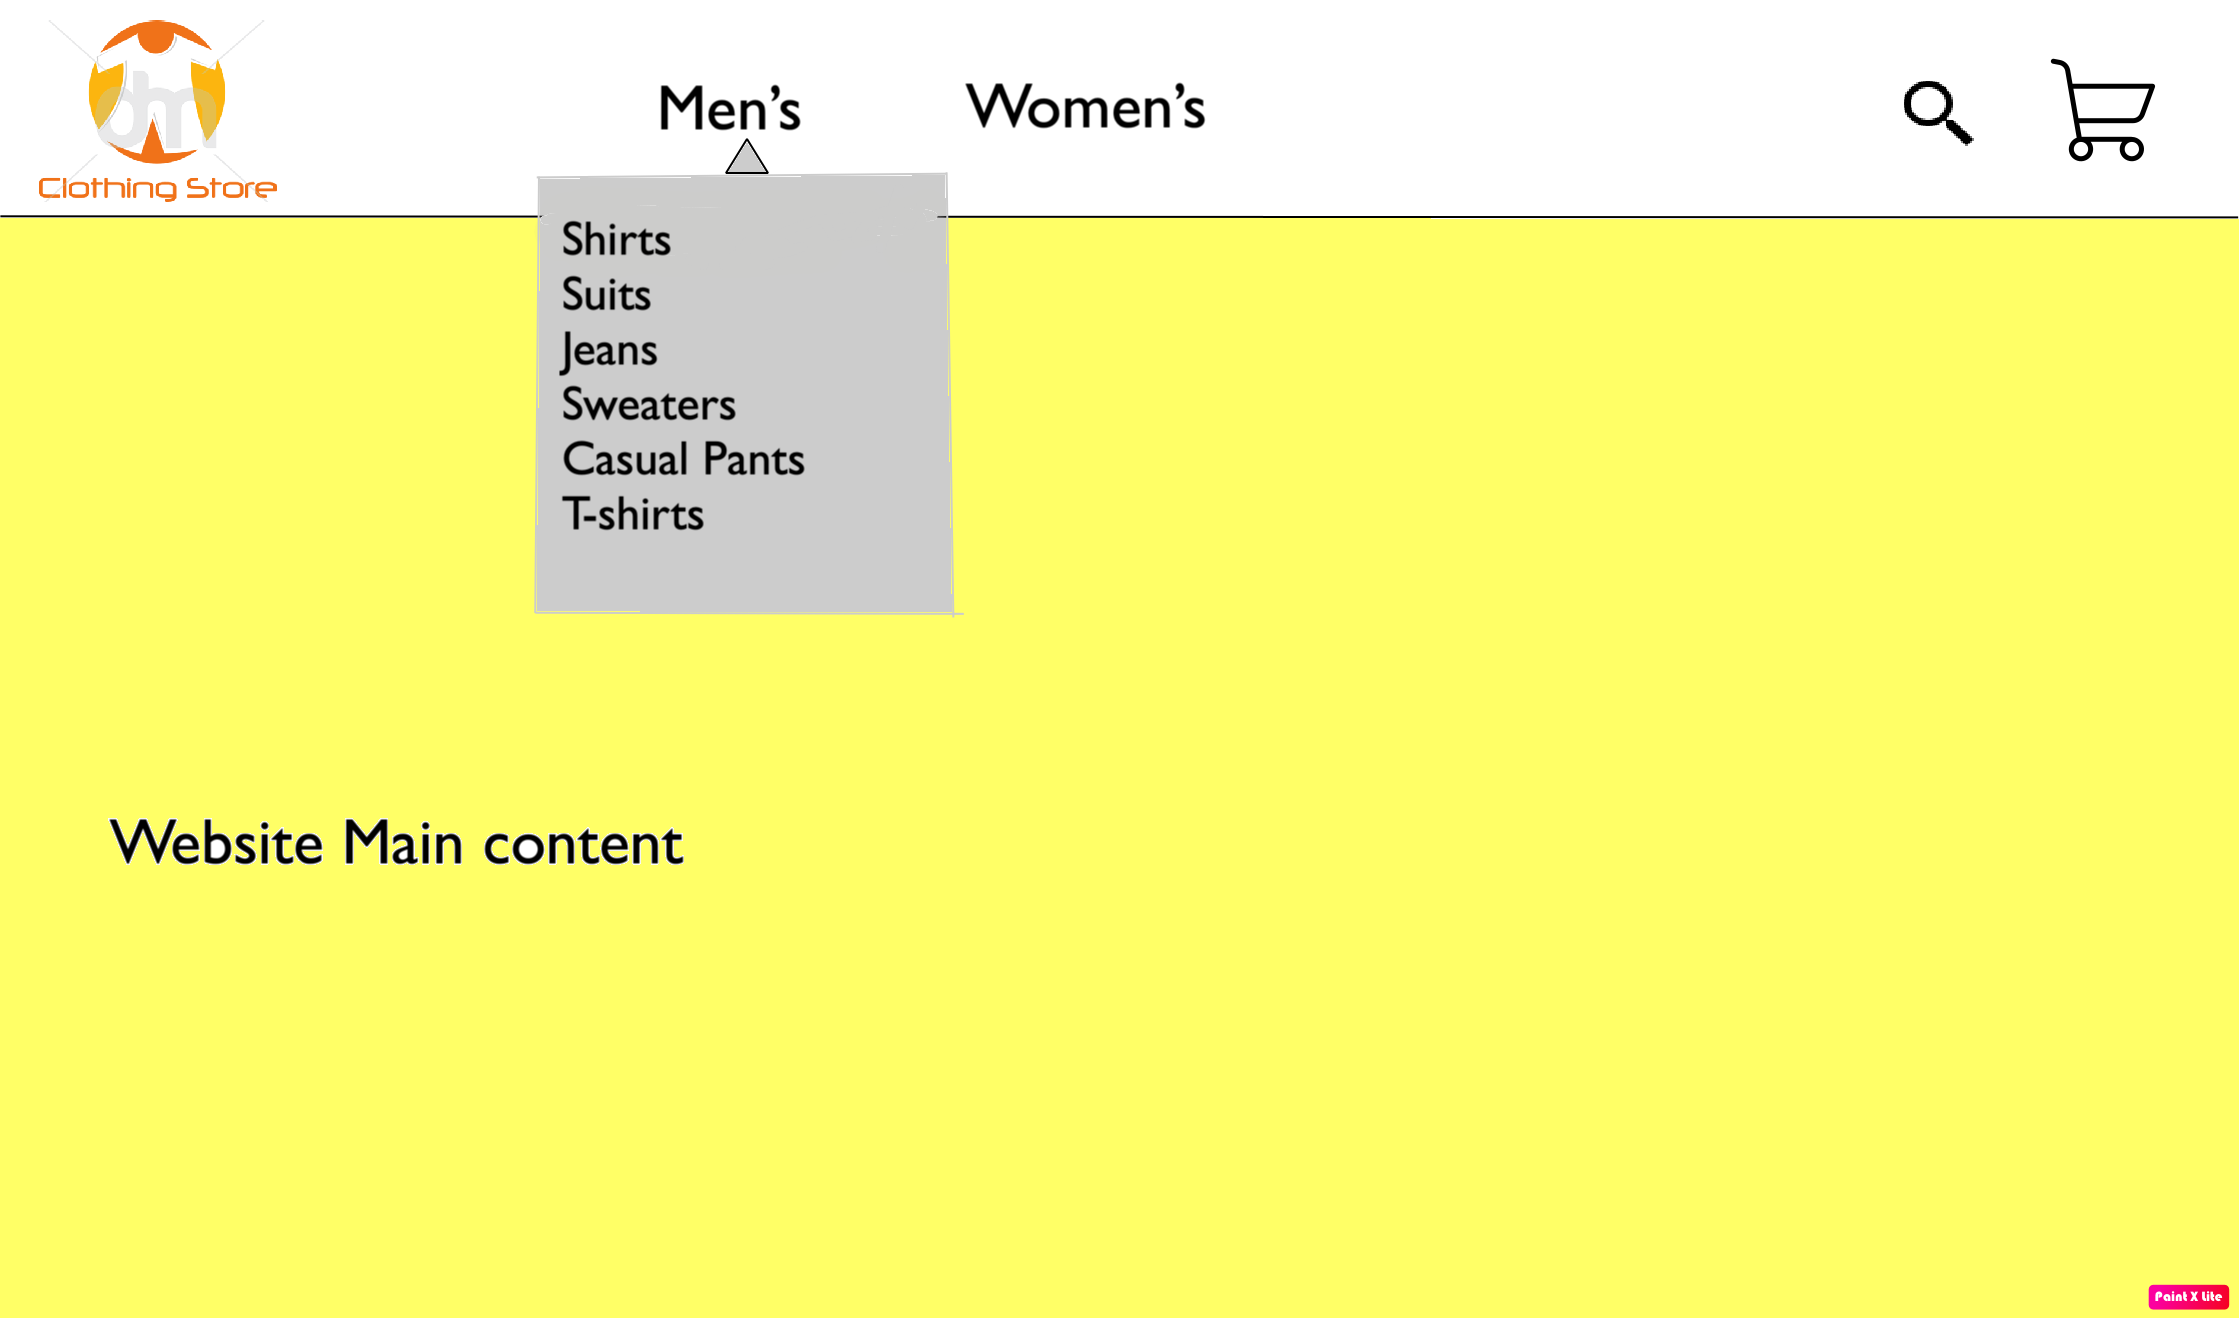 dm
Clothing Store
Men’s
Women’s
Shirts
Suits
Jeans
Sweaters
Casual Pants
T-shirts
Website Main content
Paint X Lite